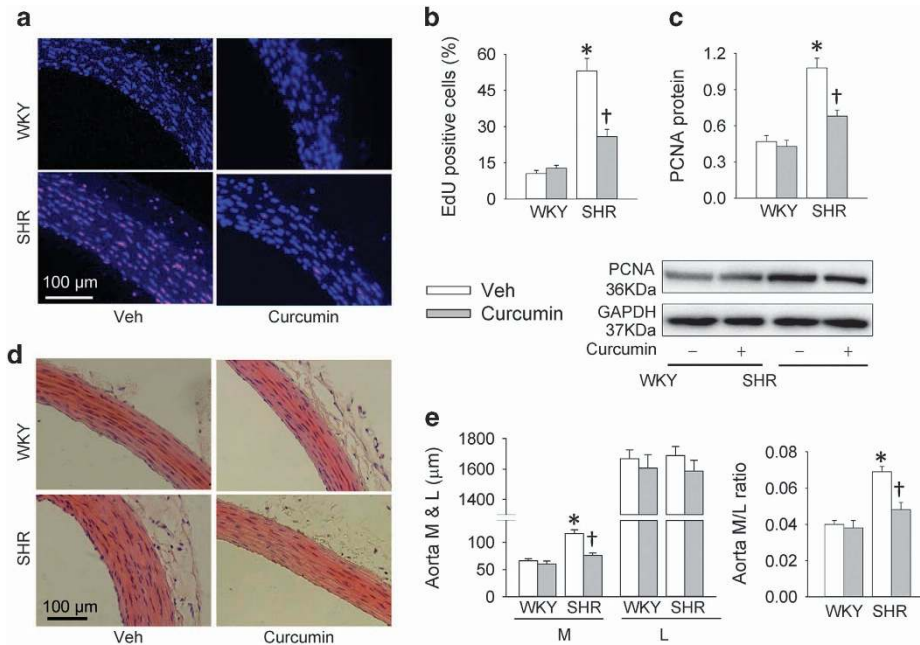 a
WKY
SHR
100 µm
Veh
Curcumin
b
EdU positive cells (%)
60
45
30
15
0
*
†
WKY
SHR
c
PCNA protein
1.2
0.9
0.6
0.3
0.0
*
†
WKY
SHR
Veh
Curcumin
PCNA
36KDa
GAPDH
37KDa
Curcumin – + – +
WKY SHR
d
WKY
SHR
100 µm
Veh
Curcumin
e
Aorta M & L (µm)
1800
1600
1400
100
50
0
*
†
WKY SHR WKY SHR
M L
Aorta M/L ratio
0.08
0.06
0.04
0.02
0.00
*
†
WKY SHR